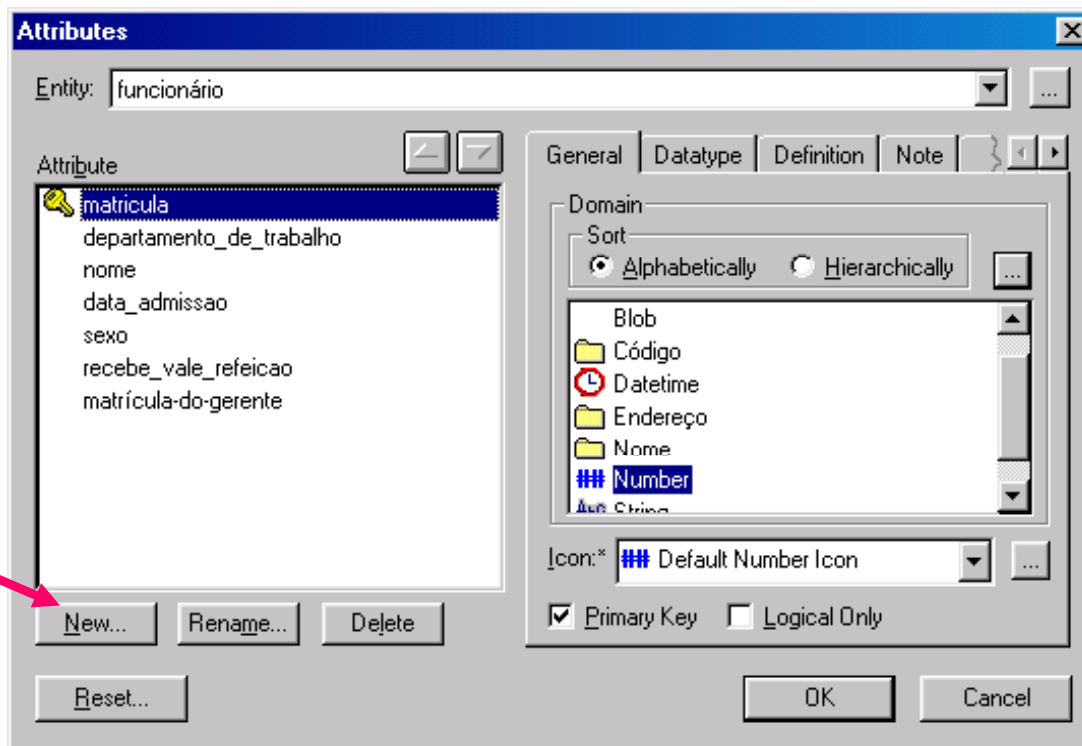 Attributes
Entity: funcionário ...
Attribute
matricula
departamento_de_trabalho
nome
data_admissao
sexo
recebe_vale_refeicao
matrícula-do-gerente
New... Rename... Delete
Reset...
General Datatype Definition Note
Domain
Sort
Alphabetically Hierarchically ...
Blob
Código
Datetime
Endereço
Nome
Number
String
Icon:* Default Number Icon ...
Primary Key Logical Only
OK Cancel